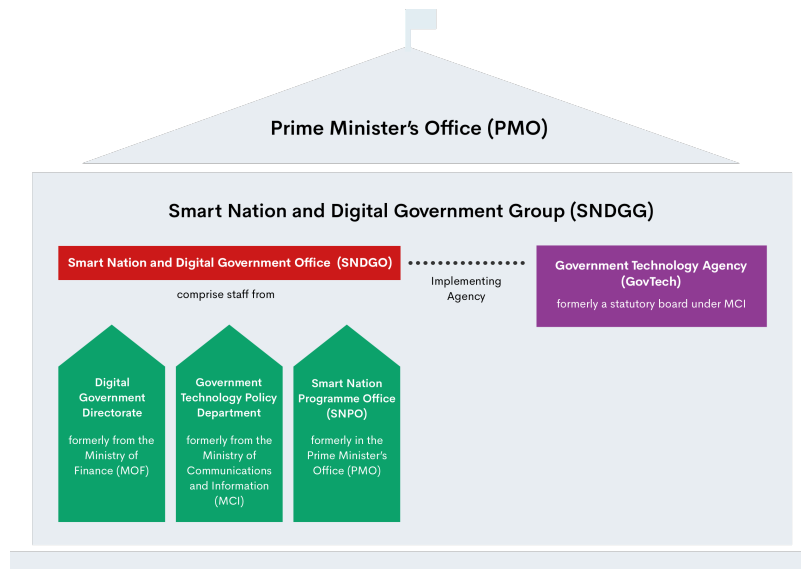 Prime Minister's Office (PMO)
Smart Nation and Digital Government Group (SNDGG)
Smart Nation and Digital Government Office (SNDGO)
comprise staff from
Implementing
Agency
Government Technology Agency
(GovTech)
formerly a statutory board under MCI
Digital
Government
Directorate
formerly from the
Ministry of
Finance (MOF)
Government
Technology Policy
Department
formerly from the
Ministry of
Communications
and Information
(MCI)
Smart Nation
Programme Office
(SNPO)
formerly in the
Prime Minister's
Office (PMO)